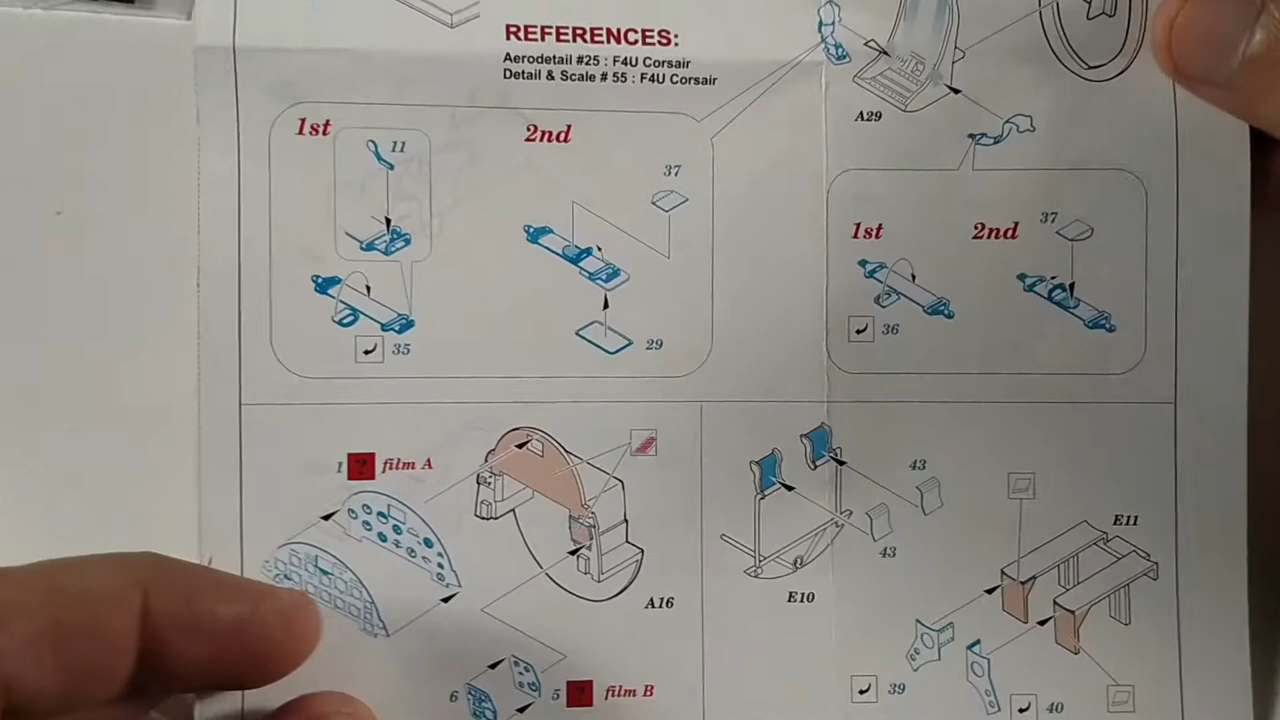 REFERENCES:
Aerodetail #25 : F4U Corsair
Detail & Scale # 55 : F4U Corsair
A29
1st
11
2nd
37
35
29
1st
2nd
37
36
1 ? film A
A16
6
5 ? film B
43
43
E10
E11
39
40